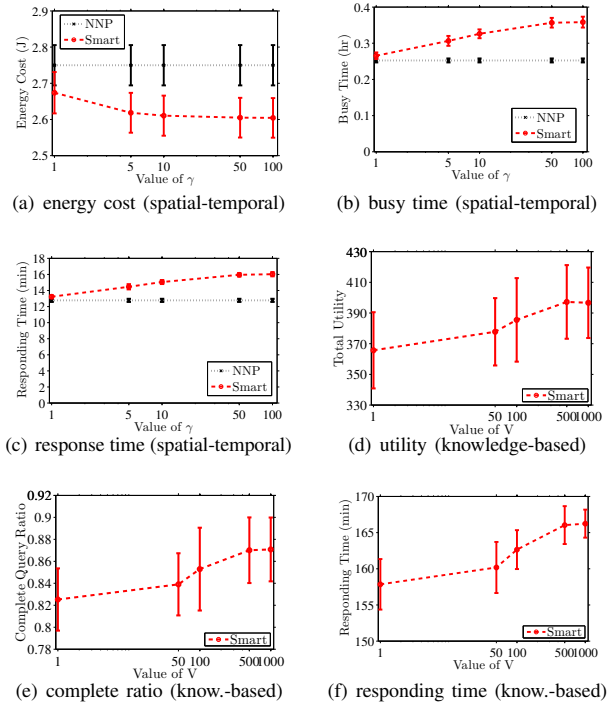 2.9
2.8
2.7
2.6
2.5
Energy Cost (J)
NNP
Smart
1 5 10 50 100
Value of γ
(a) energy cost (spatial-temporal)
0.4
0.3
0.2
0.1
0
Busy Time (hr)
NNP
Smart
1 5 10 50 100
Value of γ
(b) busy time (spatial-temporal)
18
16
14
12
10
8
6
4
2
0
Responding Time (min)
NNP
Smart
1 5 10 50 100
Value of γ
(c) response time (spatial-temporal)
430
410
390
370
350
330
Total Utility
Smart
1 50 100 500 1000
Value of V
(d) utility (knowledge-based)
0.92
0.9
0.88
0.86
0.84
0.82
0.8
0.78
Complete Query Ratio
Smart
1 50 100 500 1000
Value of V
(e) complete ratio (know.-based)
170
165
160
155
150
Responding Time (min)
Smart
1 50 100 500 1000
Value of V
(f) responding time (know.-based)